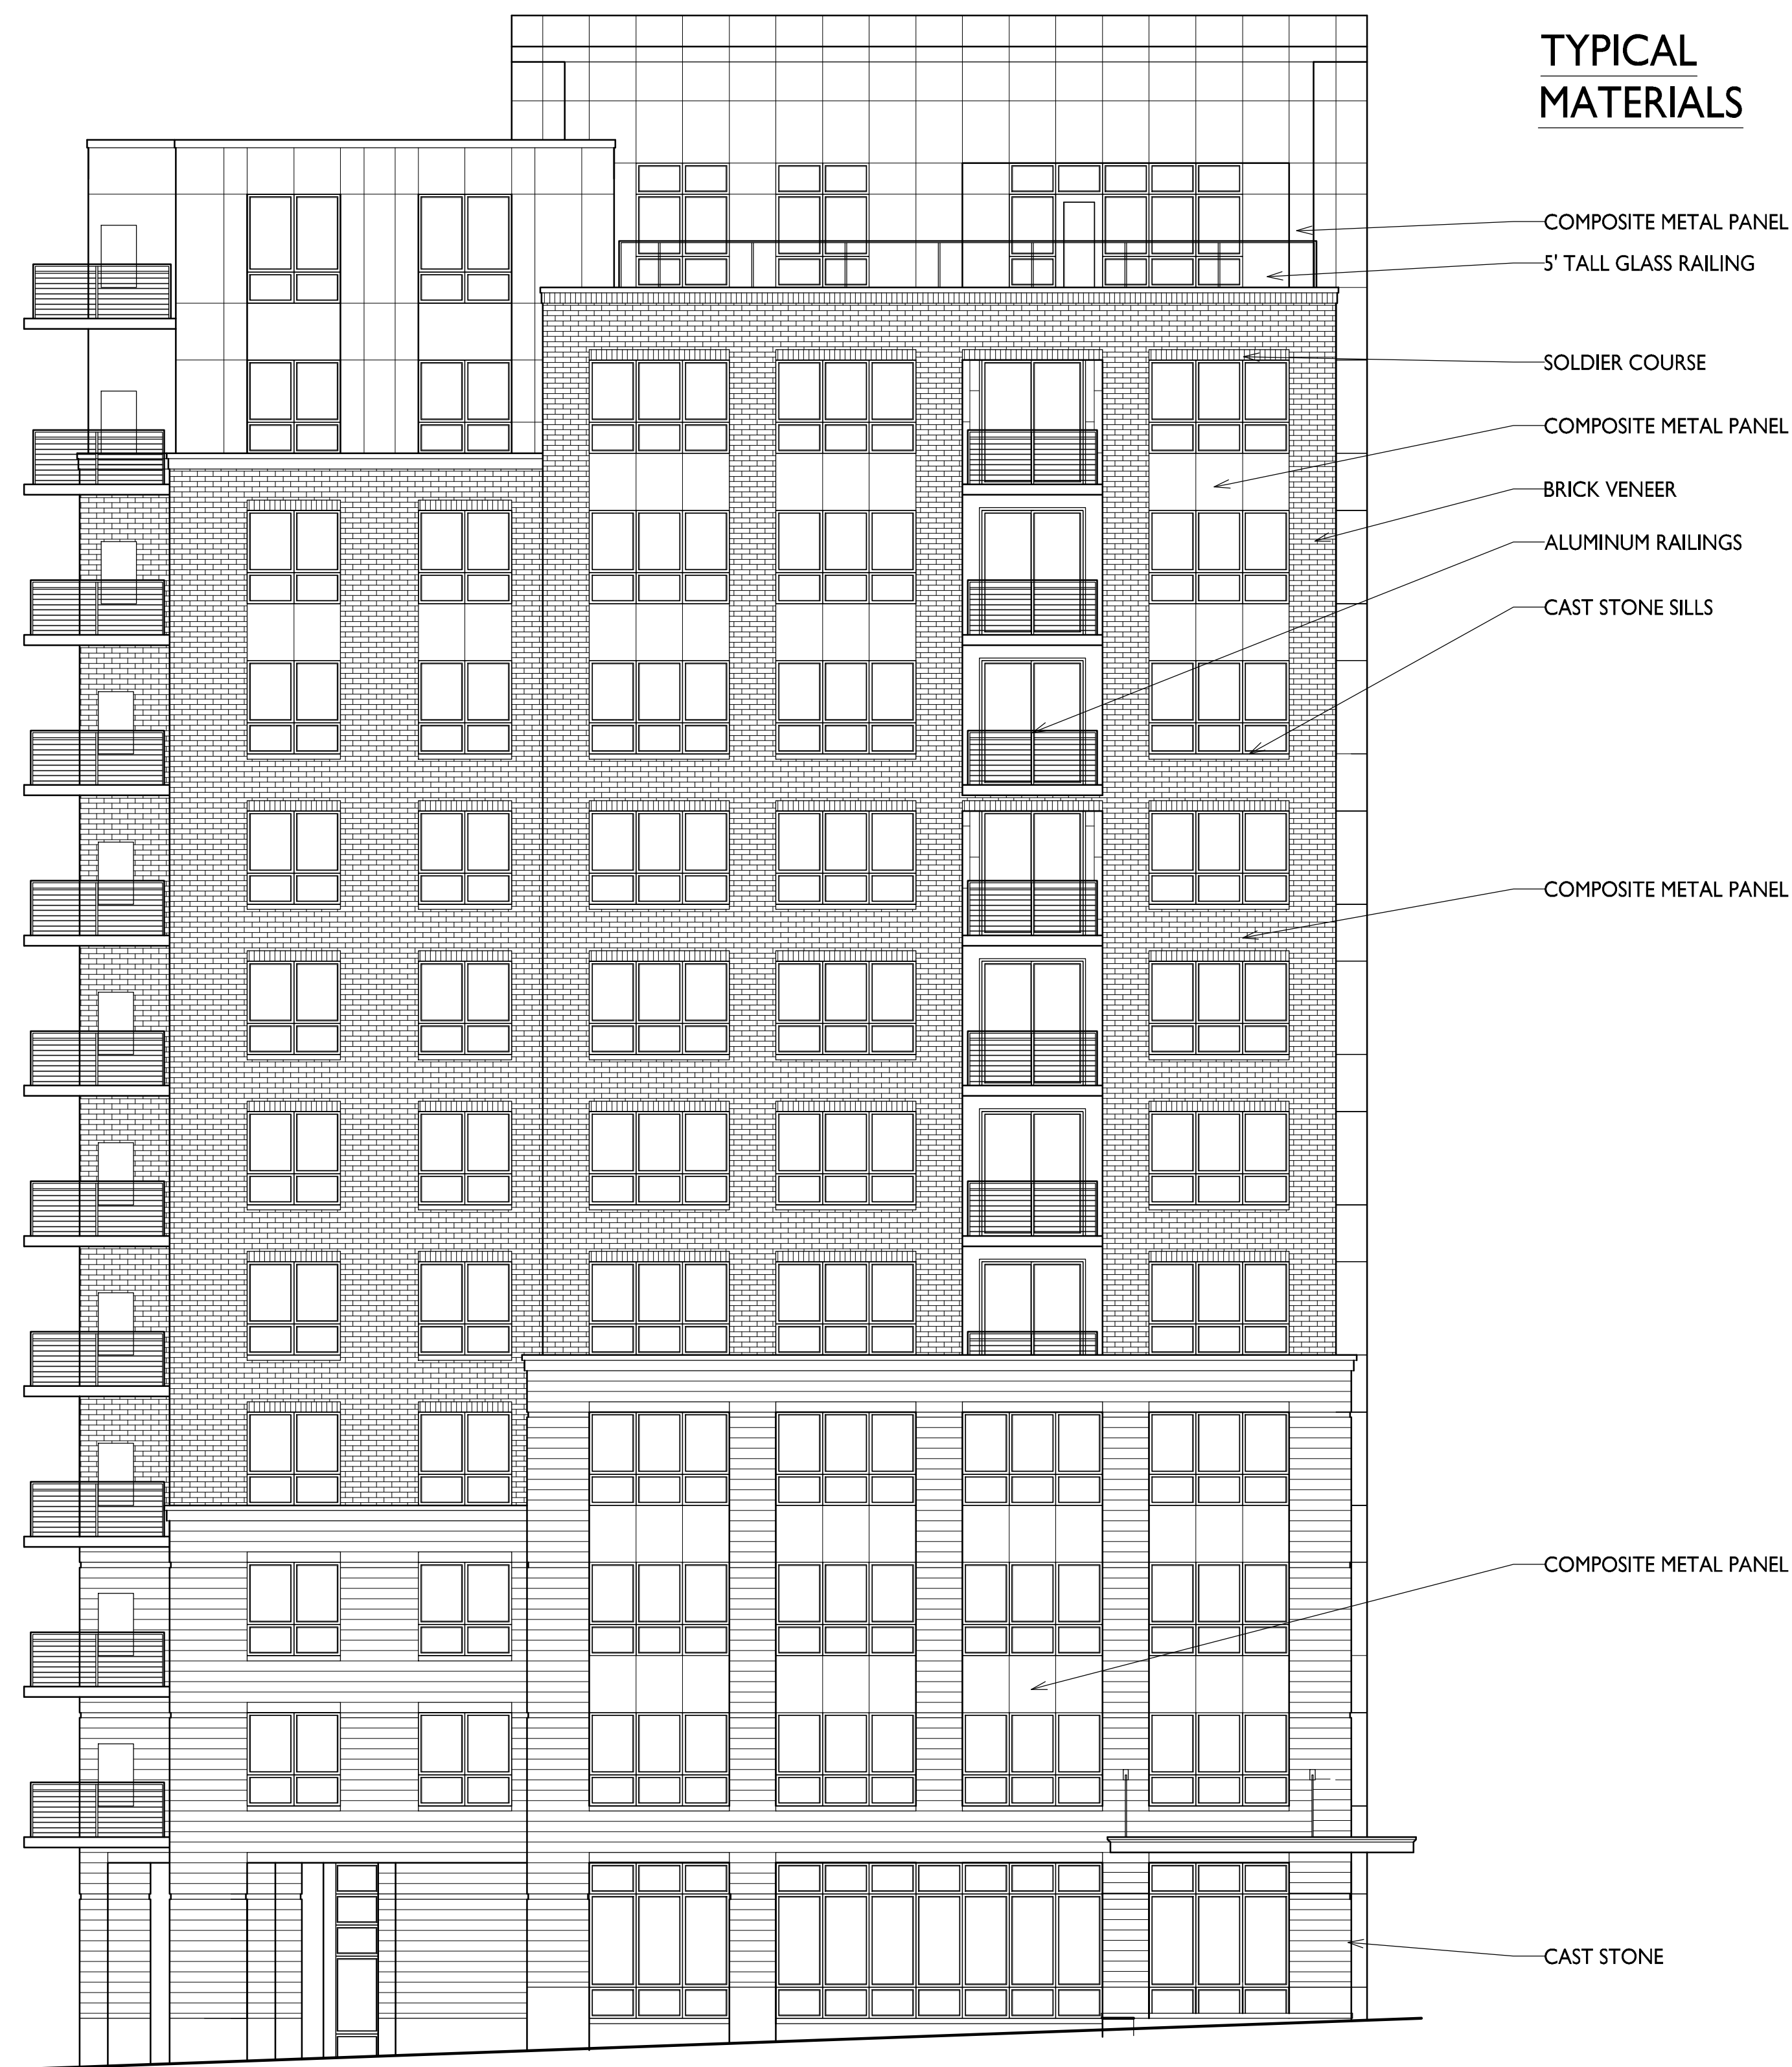 TYPICAL
MATERIALS
COMPOSITE METAL PANEL
5' TALL GLASS RAILING
SOLDIER COURSE
COMPOSITE METAL PANEL
BRICK VENEER
ALUMINUM RAILINGS
CAST STONE SILLS
COMPOSITE METAL PANEL
COMPOSITE METAL PANEL
CAST STONE